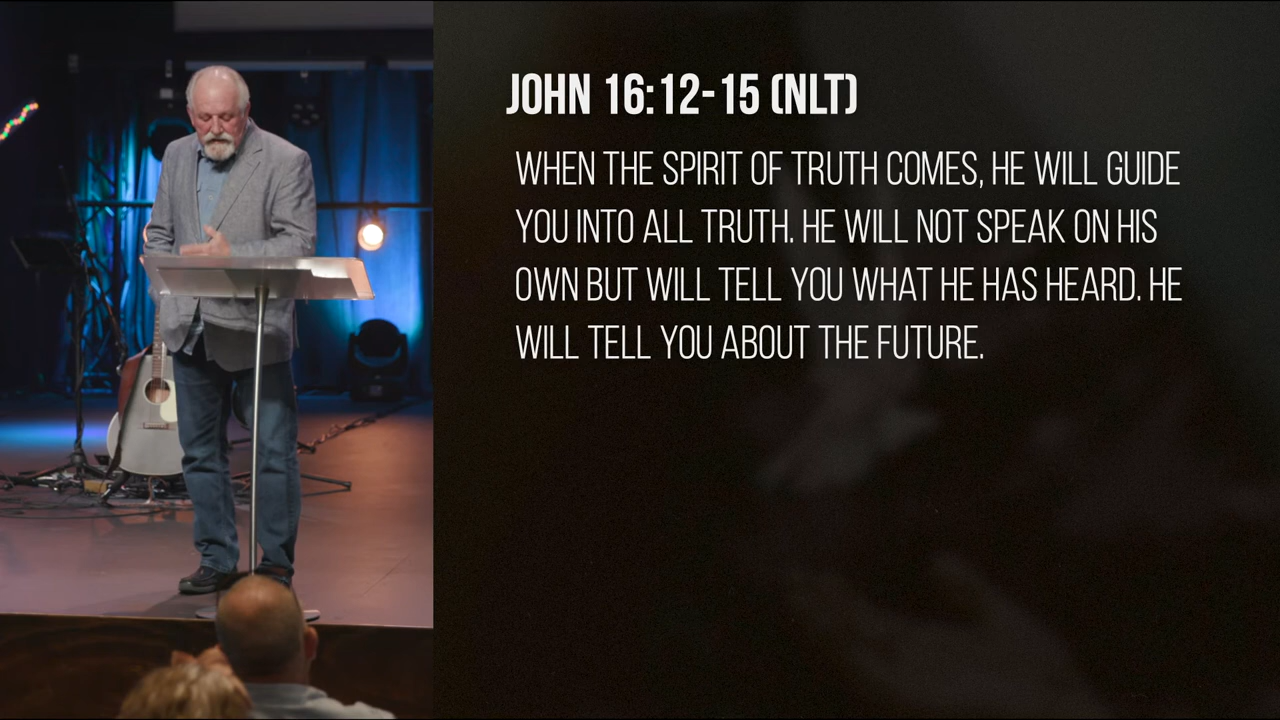 JOHN 16:12-15 (NLT)
WHEN THE SPIRIT OF TRUTH COMES, HE WILL GUIDE
YOU INTO ALL TRUTH. HE WILL NOT SPEAK ON HIS
OWN BUT WILL TELL YOU WHAT HE HAS HEARD. HE
WILL TELL YOU ABOUT THE FUTURE.